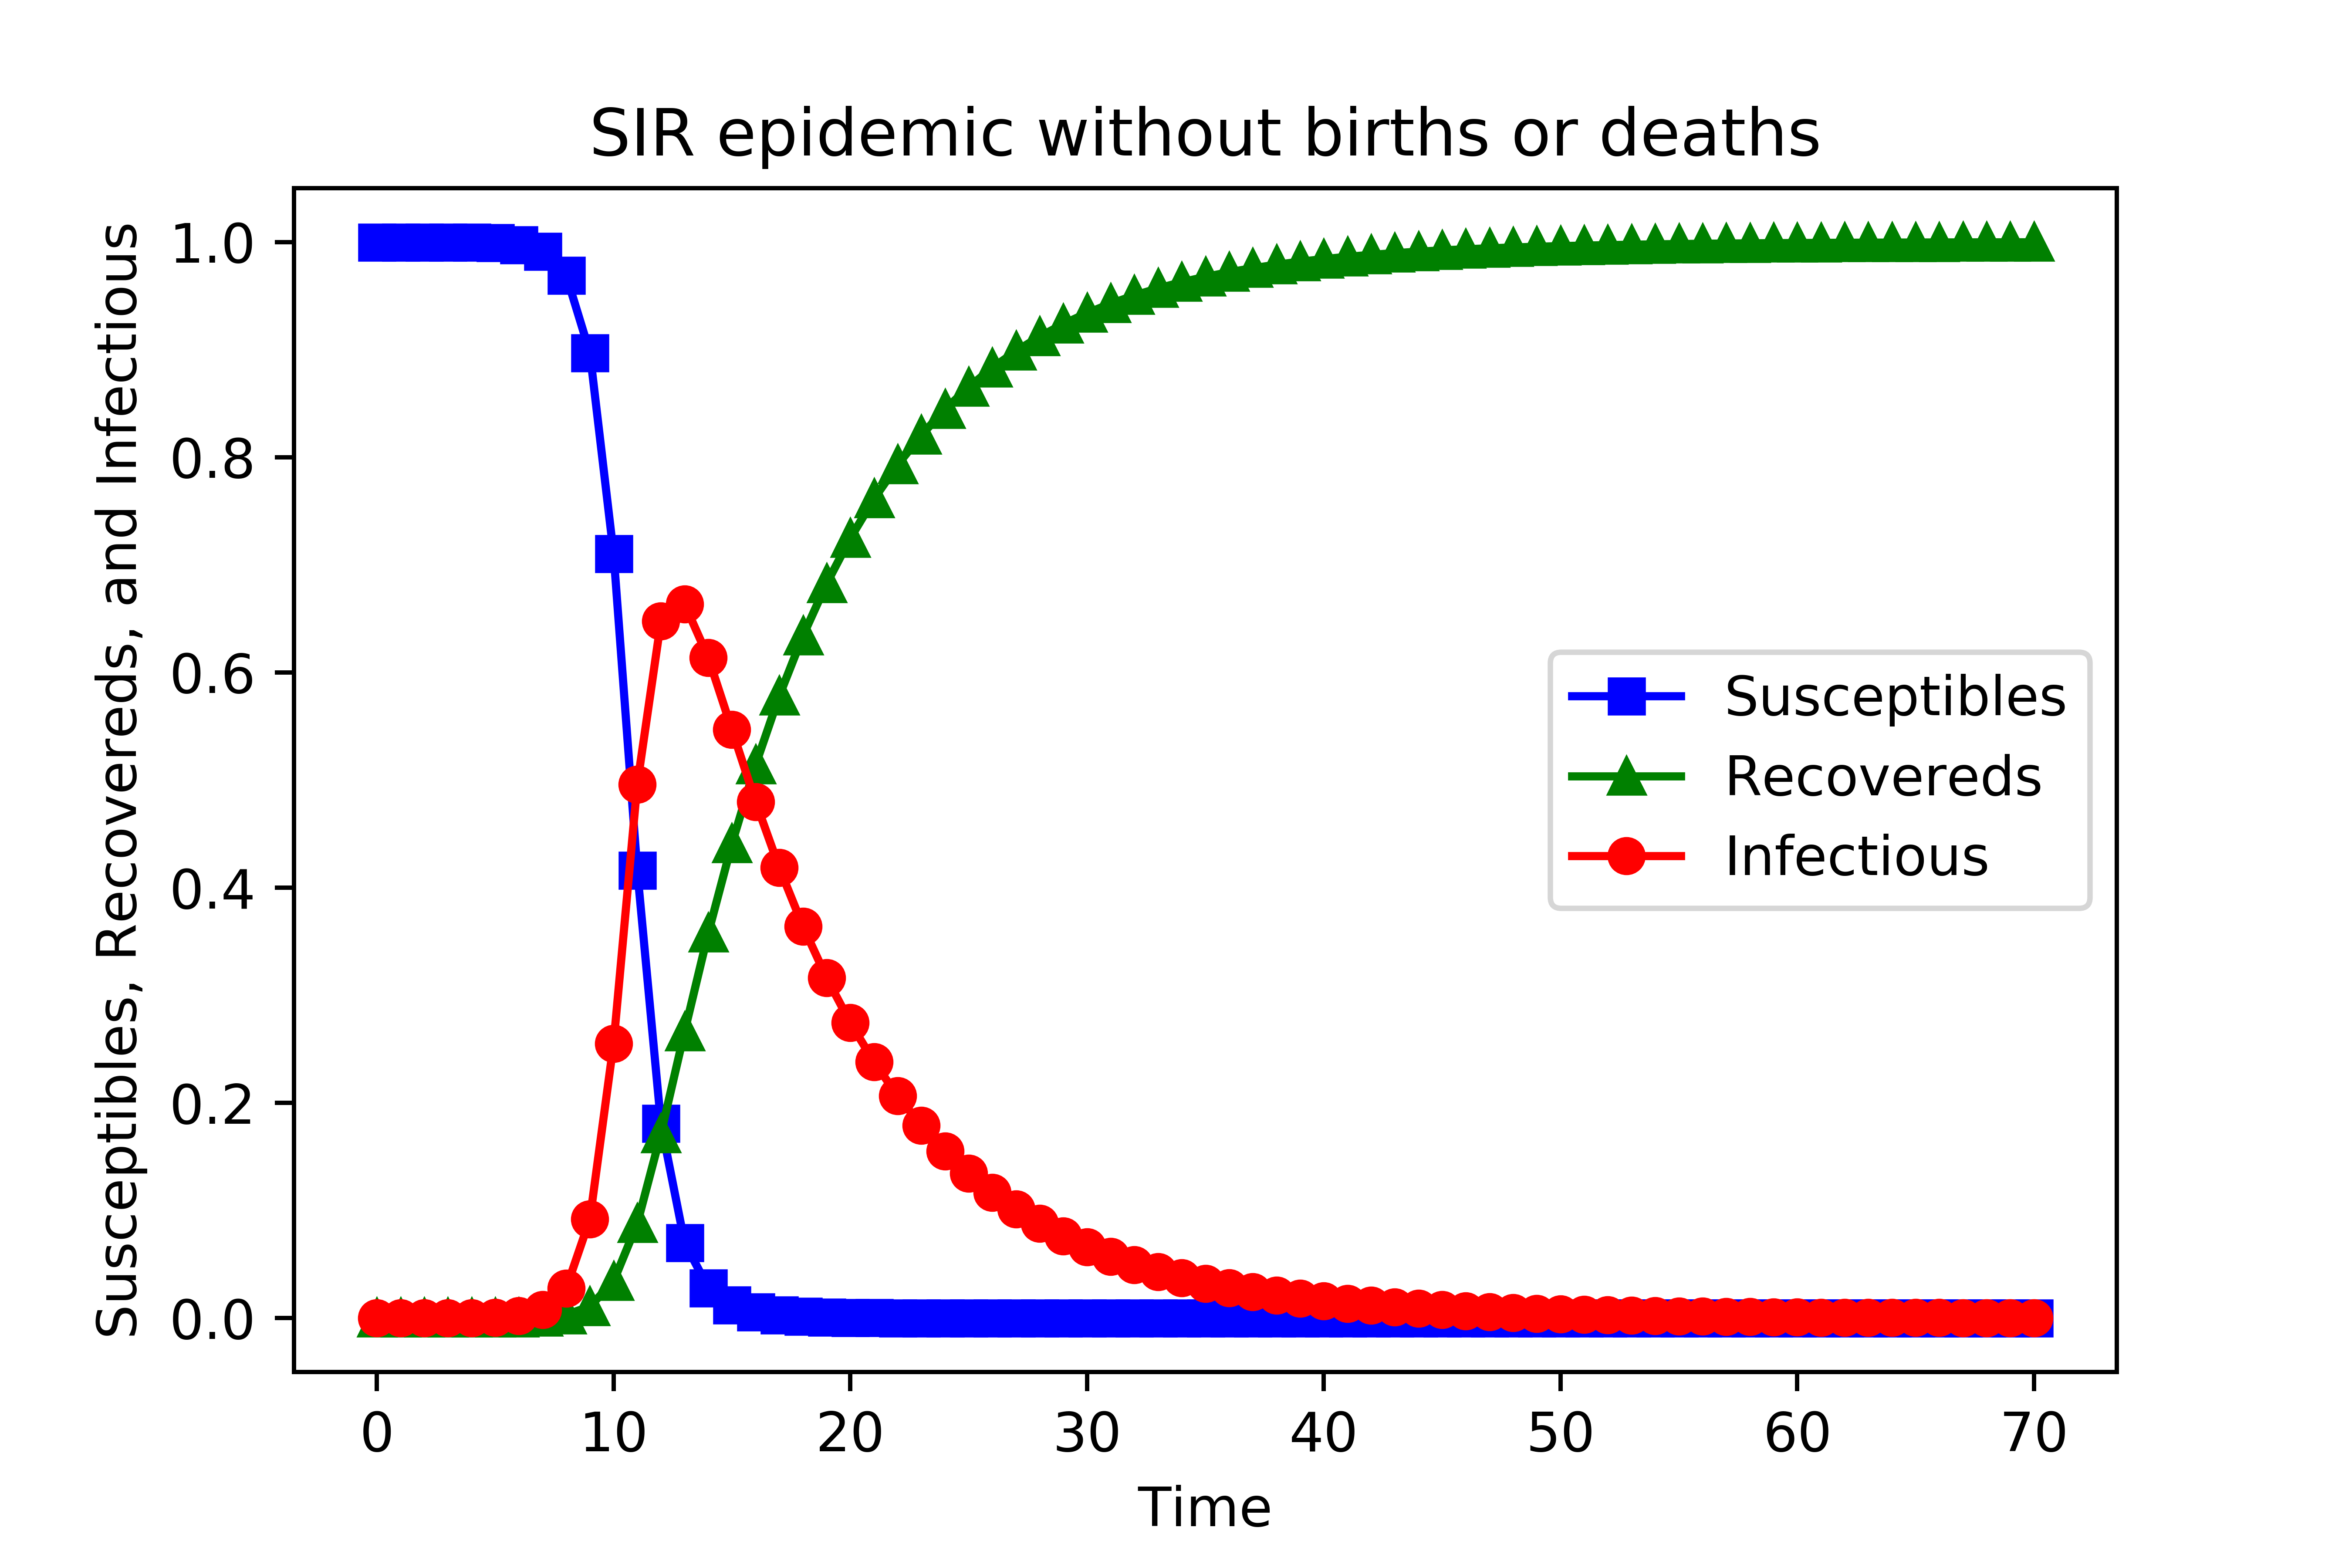 SIR epidemic without births or deaths
Susceptibles, Recovereds, and Infectious
1.0
0.8
0.6
0.4
0.2
0.0
Susceptibles
Recovereds
Infectious
0 10 20 30 40 50 60 70
Time